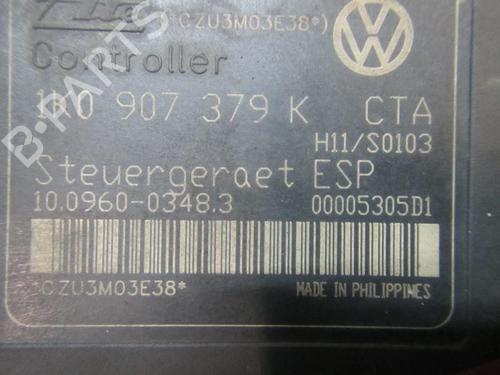 *CZU3M03E38*)
Controller
1K0 907 379 K CTA
H11/S0103
Steuergeraet ESP
10.0960-0348.3 00005305D1
*CZU3M03E38* MADE IN PHILIPPINES
B-PARTS